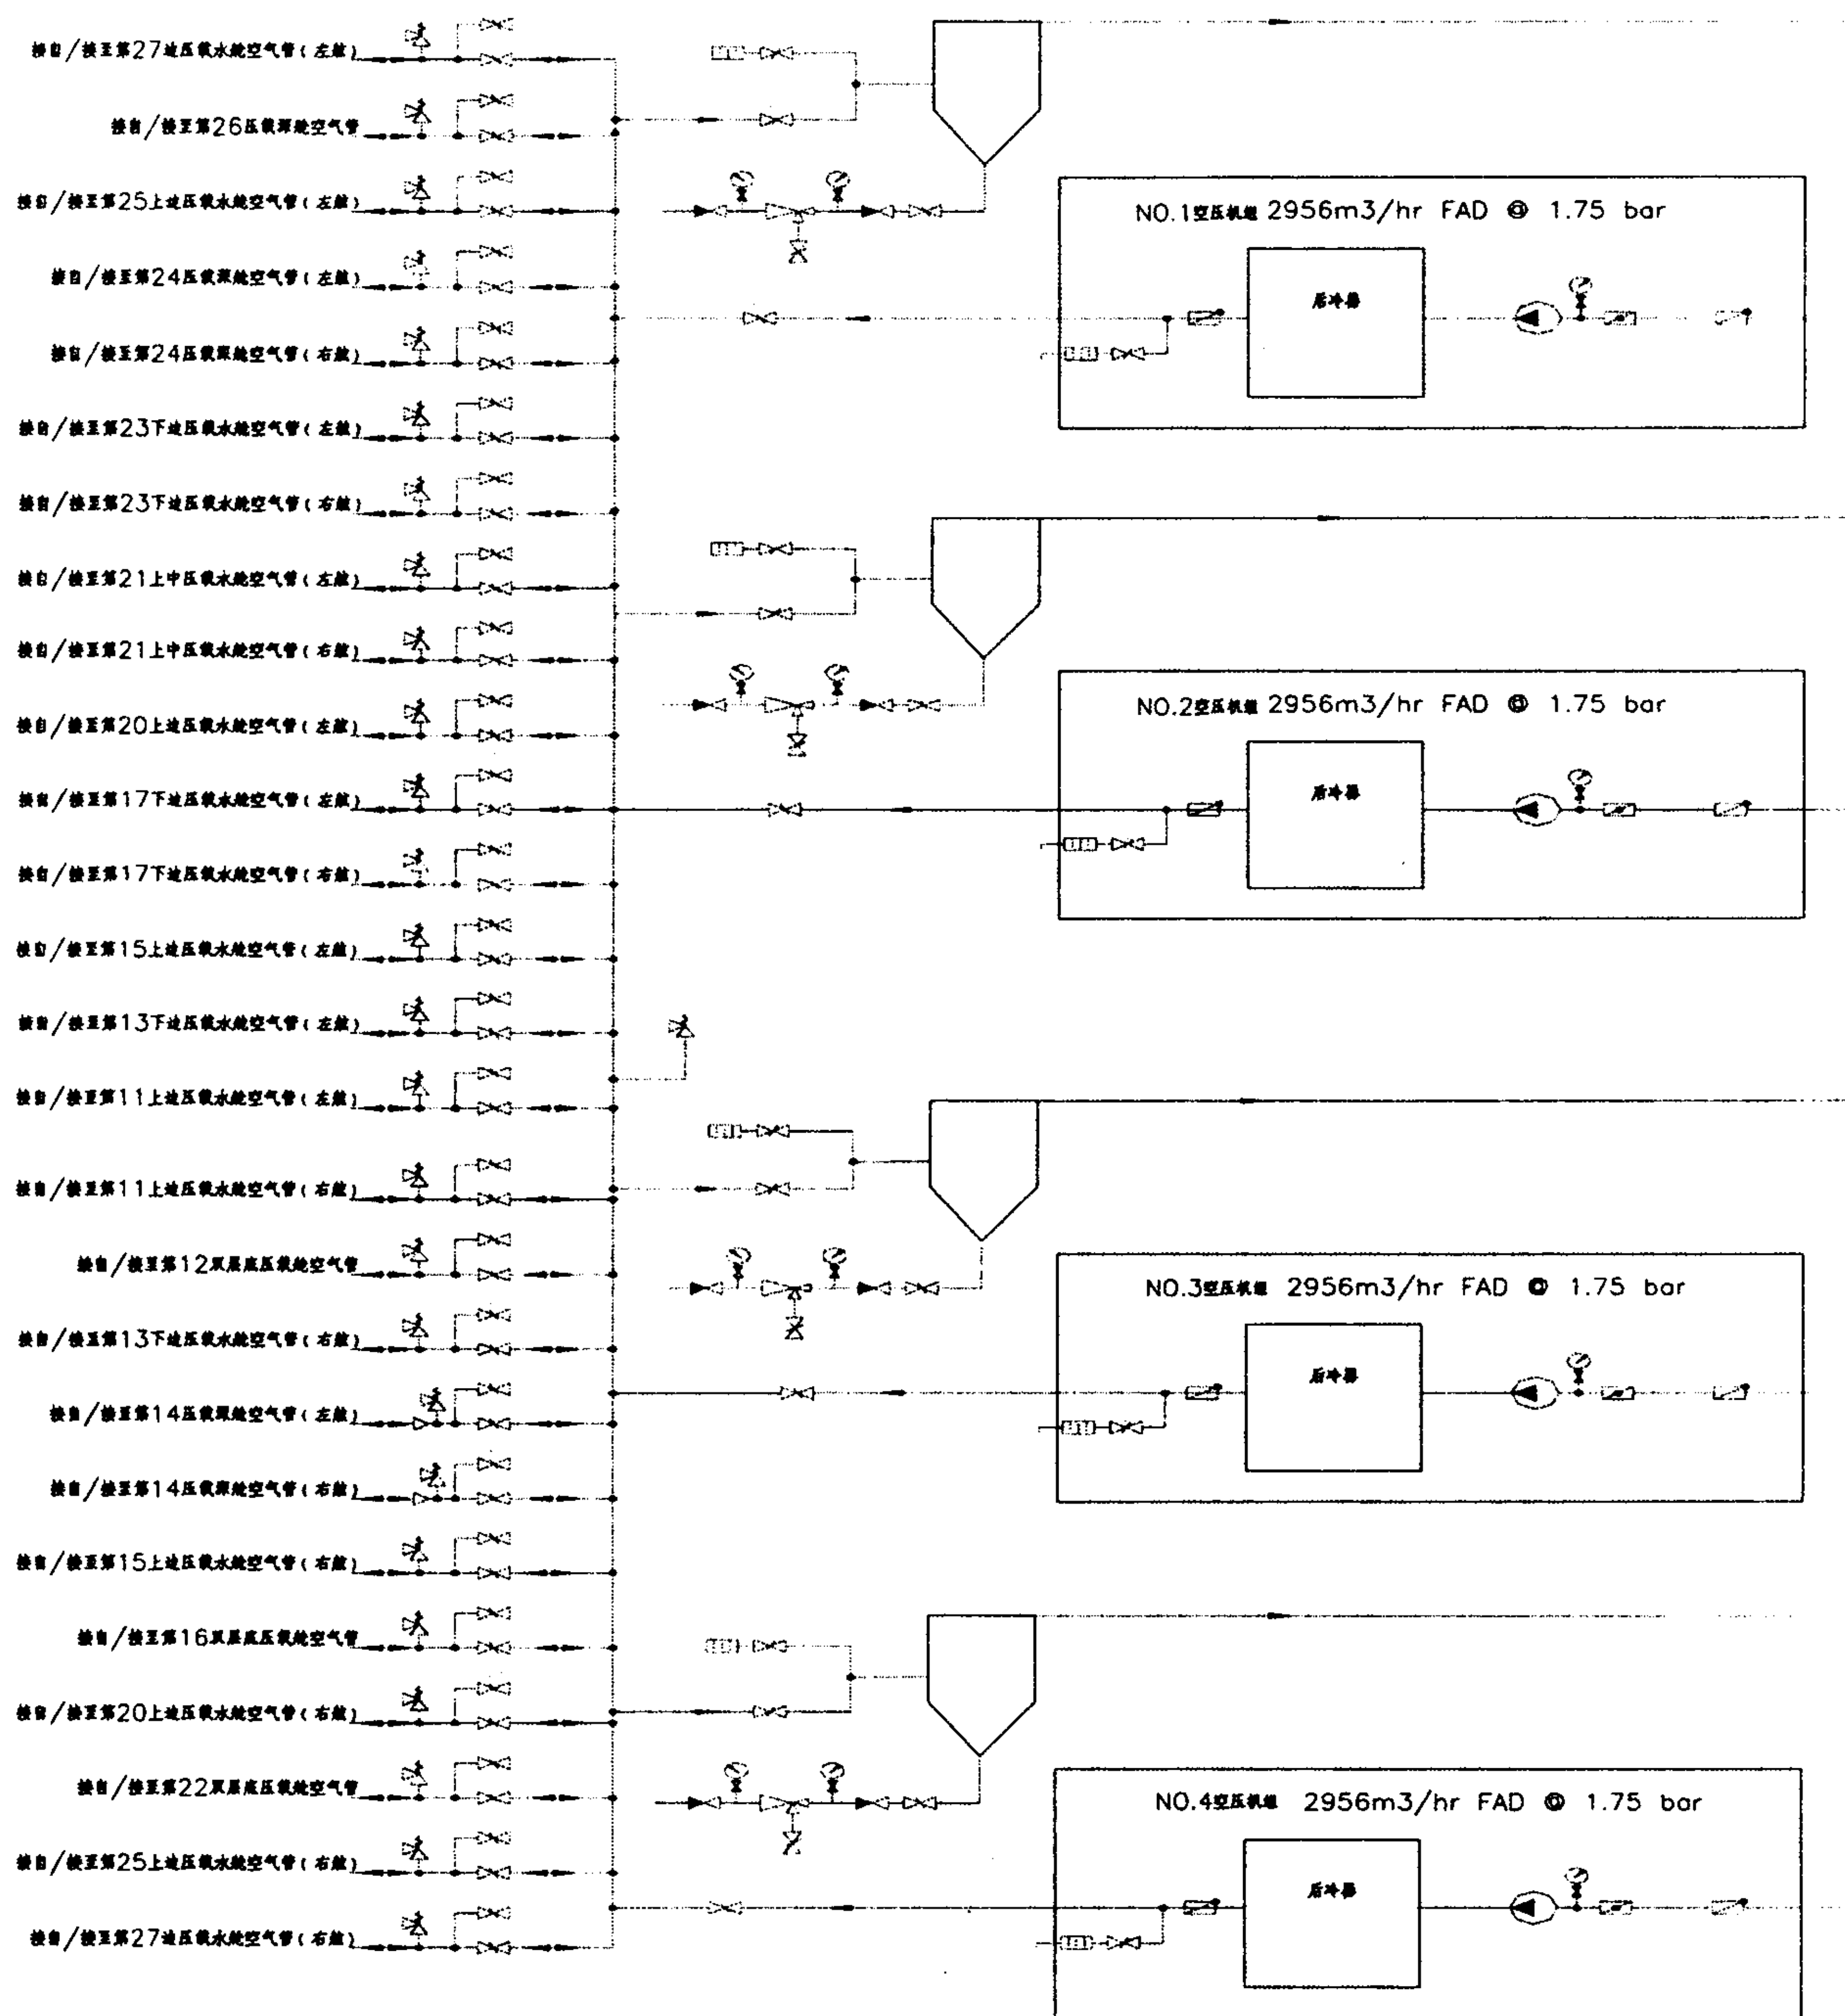 接自/接至第27边压载水舱空气管(左舷)
接自/接至第26压载深舱空气管
接自/接至第25上边压载水舱空气管(左舷)
接自/接至第24压载深舱空气管(左舷)
接自/接至第24压载深舱空气管(右舷)
接自/接至第23下边压载水舱空气管(左舷)
接自/接至第23下边压载水舱空气管(右舷)
接自/接至第21上中压载水舱空气管(左舷)
接自/接至第21上中压载水舱空气管(右舷)
接自/接至第20上边压载水舱空气管(左舷)
接自/接至第17下边压载水舱空气管(左舷)
接自/接至第17下边压载水舱空气管(右舷)
接自/接至第15上边压载水舱空气管(左舷)
接自/接至第13下边压载水舱空气管(左舷)
接自/接至第11上边压载水舱空气管(左舷)
接自/接至第11上边压载水舱空气管(右舷)
接自/接至第12双层底压载舱空气管
接自/接至第13下边压载水舱空气管(右舷)
接自/接至第14压载深舱空气管(左舷)
接自/接至第14压载深舱空气管(右舷)
接自/接至第15上边压载水舱空气管(右舷)
接自/接至第16双层底压载舱空气管
接自/接至第20上边压载水舱空气管(右舷)
接自/接至第22双层底压载舱空气管
接自/接至第25上边压载水舱空气管(右舷)
接自/接至第27边压载水舱空气管(右舷)
NO.1空压机组 2956m3/hr FAD @ 1.75 bar
后冷器
NO.2空压机组 2956m3/hr FAD @ 1.75 bar
后冷器
NO.3空压机组 2956m3/hr FAD @ 1.75 bar
后冷器
NO.4空压机组 2956m3/hr FAD @ 1.75 bar
后冷器